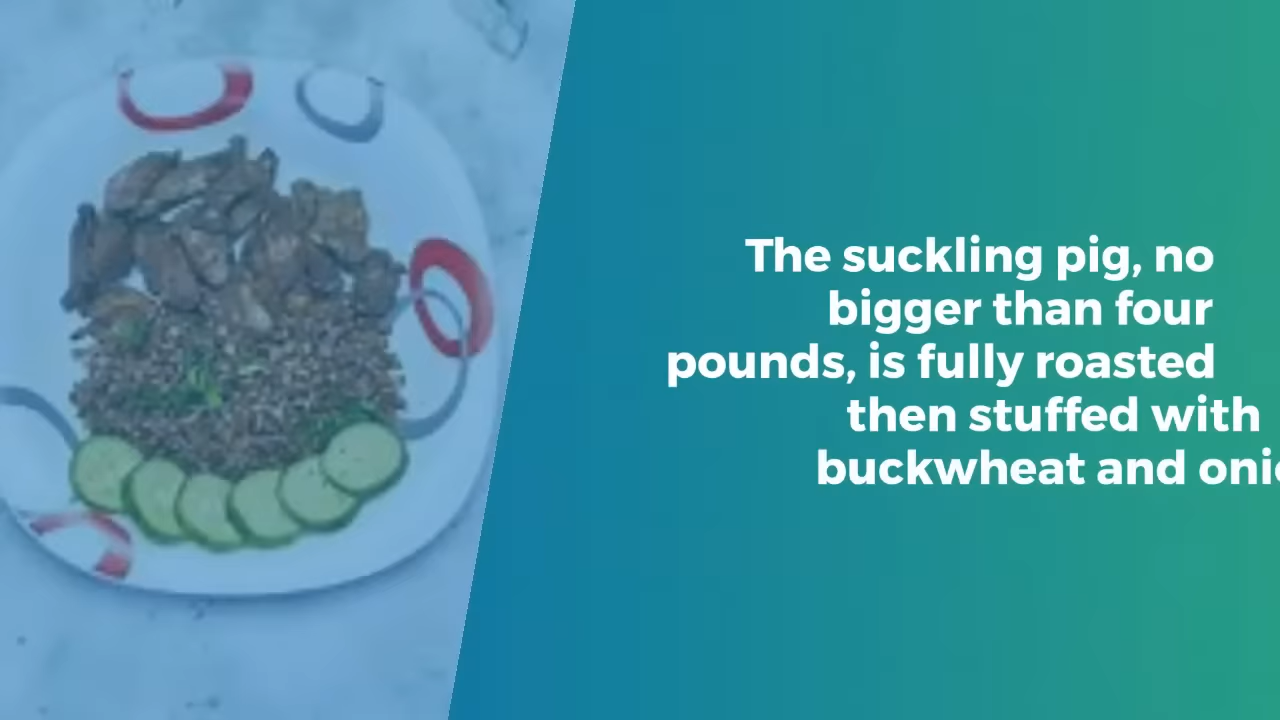 The suckling pig, no
bigger than four
pounds, is fully roasted
then stuffed with
buckwheat and